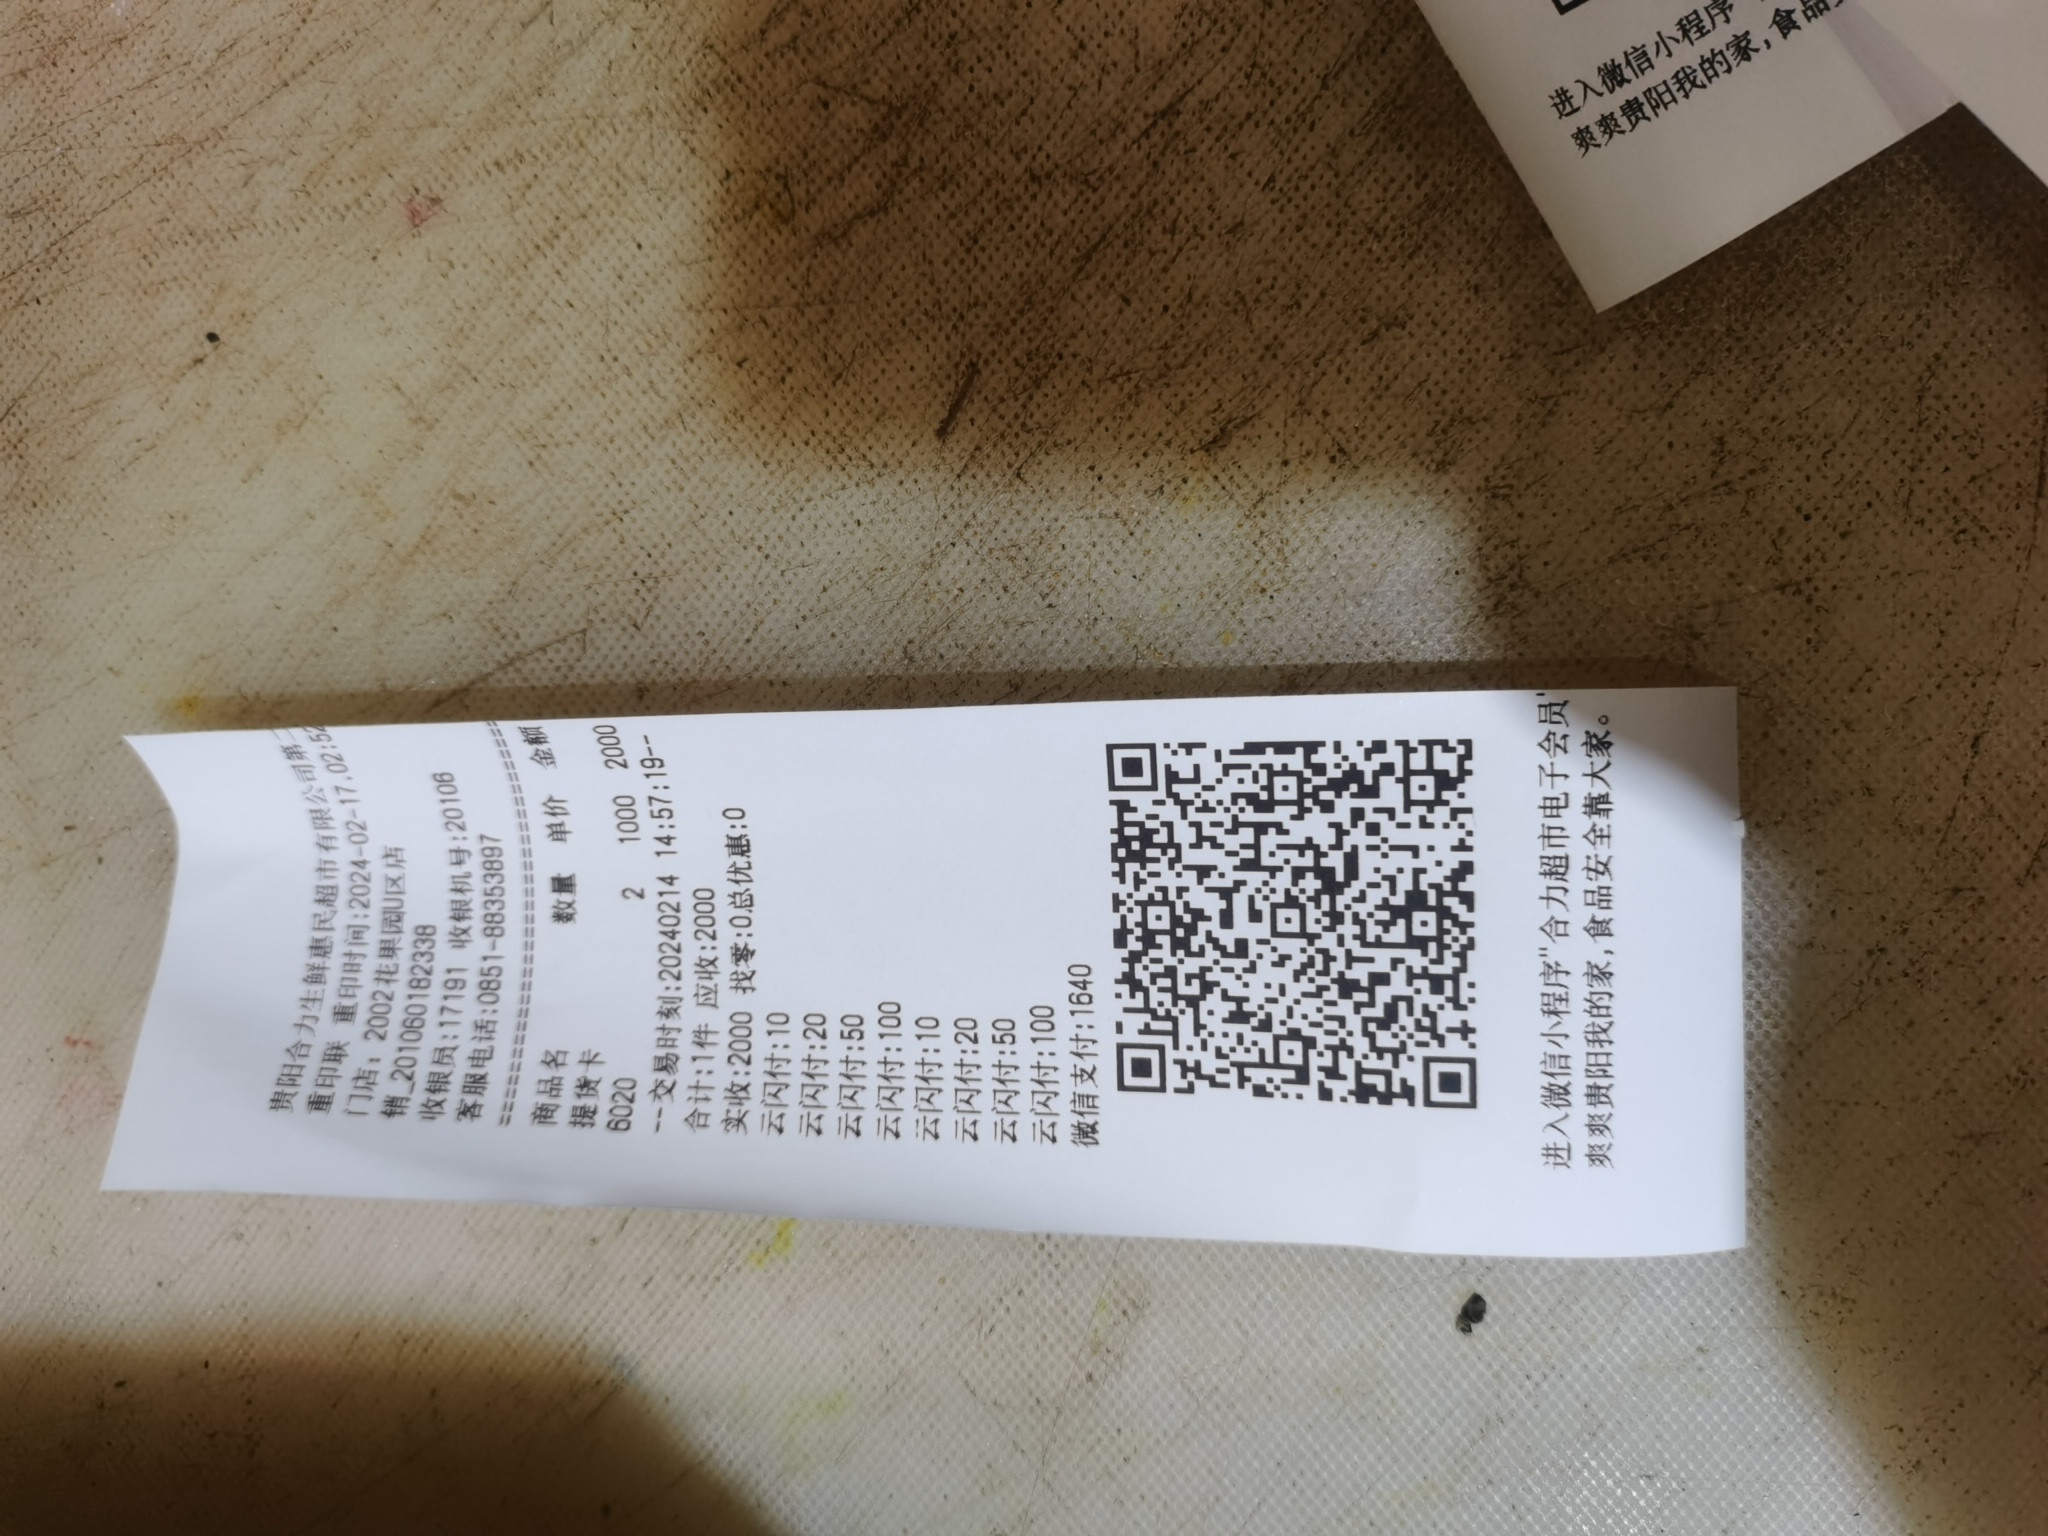 贵阳合力生鲜惠民超市有限公司第二
重印联 重印时间:2024-02-17.02:52
门店: 2002花果园U区店
销_2010601182338
收银员:17191 收银机号:20106
客服电话:0851-88353897
================================
商品名 数量 单价 金额
提货卡
6020 2 1000 2000
--交易时刻:20240214 14:57:19--
合计:1件 应收:2000
实收:2000 找零:0总优惠:0
云闪付:10
云闪付:20
云闪付:50
云闪付:100
云闪付:10
云闪付:20
云闪付:50
云闪付:100
微信支付:1640
进入微信小程序"合力超市电子会员"
爽爽贵阳我的家,食品安全靠大家。
进入微信小程序
爽爽贵阳我的家,食品